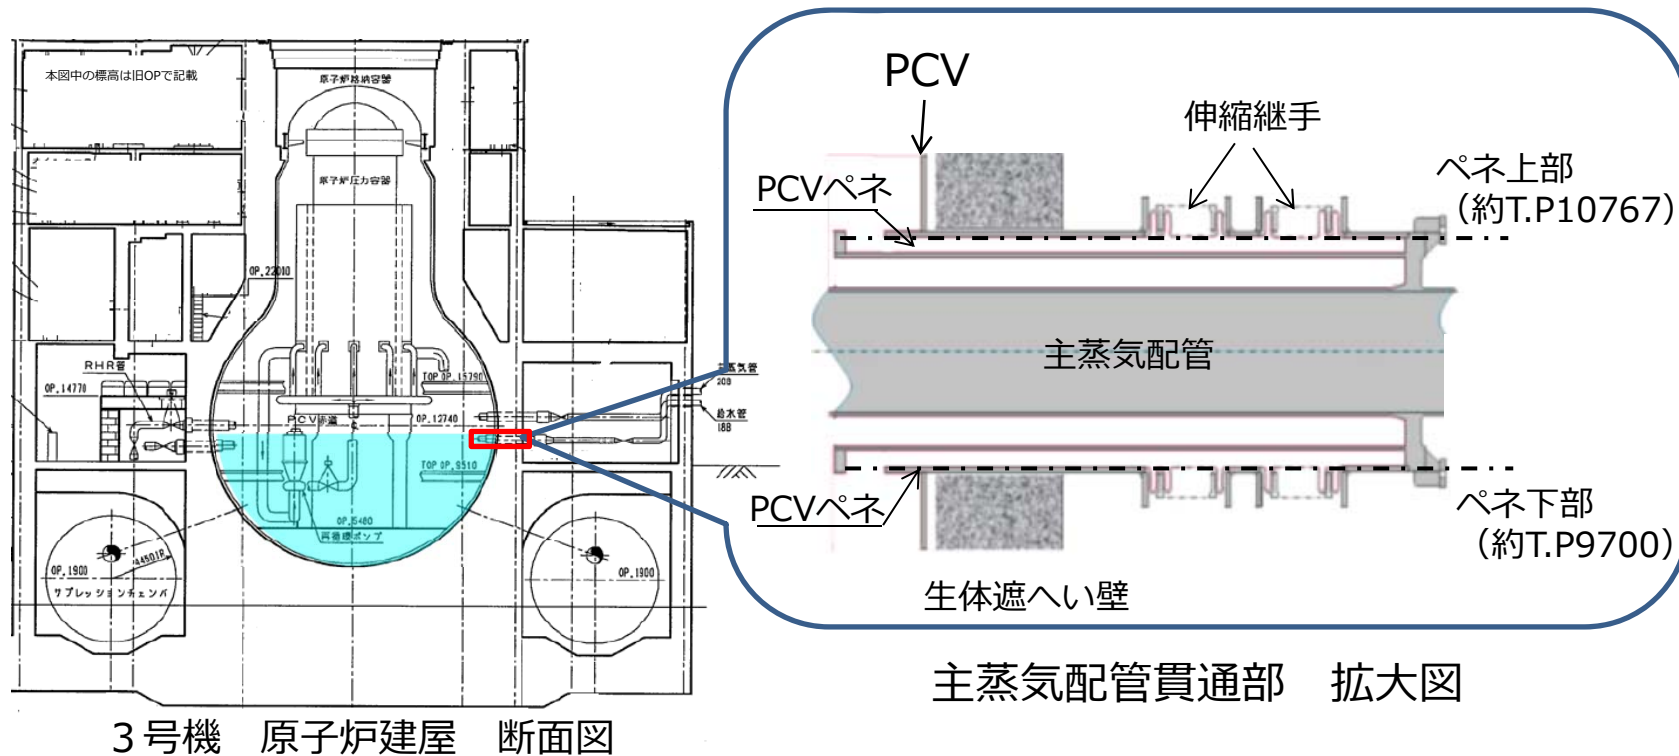 本図中の標高は旧OPで記載
原子炉格納容器
原子炉圧力容器
OP.22010
RHR管
OP.14770
TOP OP.15790
PCV赤道
OP.12740
主蒸気管
20B
給水管
18B
TOP OP.9510
OP.5480
再循環ポンプ
OP.1900
4450IR
サプレッションチェンバ
OP.1900
3号機 原子炉建屋 断面図
PCV
伸縮継手
PCVペネ
ペネ上部
(約T.P10767)
主蒸気配管
PCVペネ
ペネ下部
(約T.P9700)
生体遮へい壁
主蒸気配管貫通部 拡大図